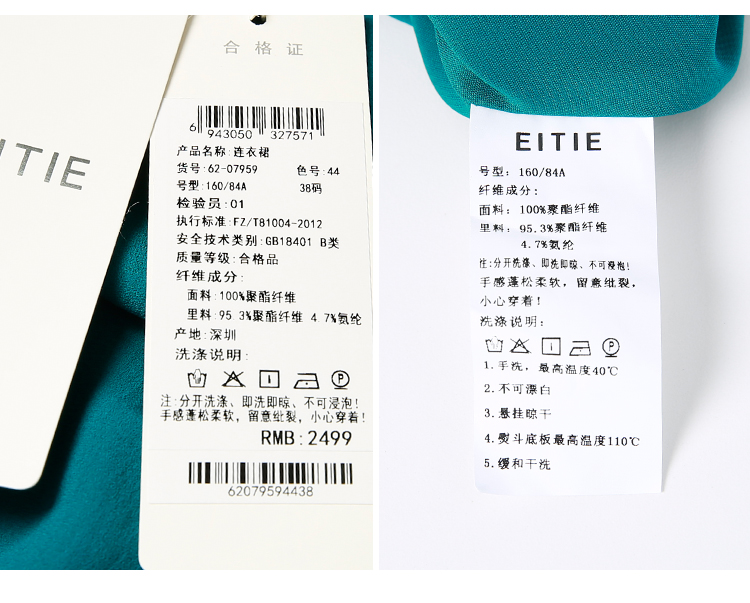 EITIE
合格证
6 943050 327571
产品名称:连衣裙
货号:62-07959 色号:44
号型:160/84A 38码
检验员:01
执行标准:FZ/T81004-2012
安全技术类别:GB18401 B类
质量等级:合格品
纤维成分:
面料:100%聚酯纤维
里料:95 3%聚酯纤维 4.7%氨纶
产地:深圳
洗涤说明:
注:分开洗涤、即洗即晾、不可浸泡!
手感蓬松柔软，留意纰裂，小心穿着!
RMB:2499
62079594438
EITIE
号型: 160/84A
纤维成分:
面料: 100%聚酯纤维
里料: 95.3%聚酯纤维
4.7%氨纶
注:分开洗涤、即洗即晾、不可浸泡!
手感蓬松柔软，留意纰裂，
小心穿着!
洗涤说明:
1.手洗，最高温度40℃
2.不可漂白
3.悬挂晾干
4.熨斗底板最高温度110℃
5.缓和干洗